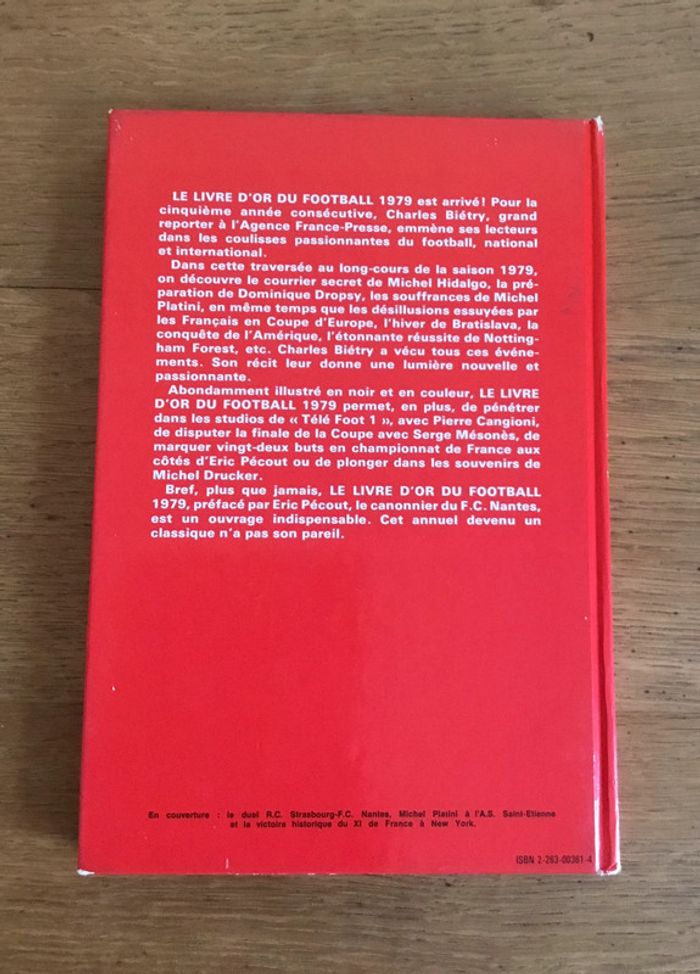 LE LIVRE D'OR DU FOOTBALL 1979 est arrivé ! Pour la
cinquième année consécutive, Charles Biétry, grand
reporter à l'Agence France-Presse, emmène ses lecteurs
dans les coulisses passionnantes du football, national
et international.
Dans cette traversée au long-cours de la saison 1979,
on découvre le courrier secret de Michel Hidalgo, la pré-
paration de Dominique Dropsy, les souffrances de Michel
Platini, en même temps que les désillusions essuyées par
les Français en Coupe d'Europe, l'hiver de Bratislava, la
conquête de l'Amérique, l'étonnante réussite de Notting-
ham Forest, etc. Charles Biétry a vécu tous ces événe-
ments. Son récit leur donne une lumière nouvelle et
passionnante.
Abondamment illustré en noir et en couleur, LE LIVRE
D'OR DU FOOTBALL 1979 permet, en plus, de pénétrer
dans les studios de « Télé Foot 1 », avec Pierre Cangioni,
de disputer la finale de la Coupe avec Serge Mésonès, de
marquer vingt-deux buts en championnat de France aux
côtés d'Eric Pécout ou de plonger dans les souvenirs de
Michel Drucker.
Bref, plus que jamais, LE LIVRE D'OR DU FOOTBALL
1979, préfacé par Eric Pécout, le canonnier du F.C. Nantes,
est un ouvrage indispensable. Cet annuel devenu un
classique n'a pas son pareil.
En couverture : le duel R.C. Strasbourg-F.C. Nantes, Michel Platini à l'A.S. Saint-Etienne
et la victoire historique du XI de France à New York.
ISBN 2-263-00361-4